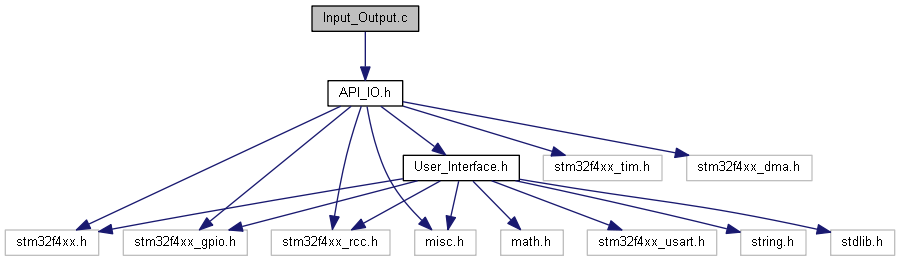 Input_Output.c
API_IO.h
User_Interface.h
stm32f4xx_tim.h
stm32f4xx_dma.h
stm32f4xx.h
stm32f4xx_gpio.h
stm32f4xx_rcc.h
misc.h
math.h
stm32f4xx_usart.h
string.h
stdlib.h